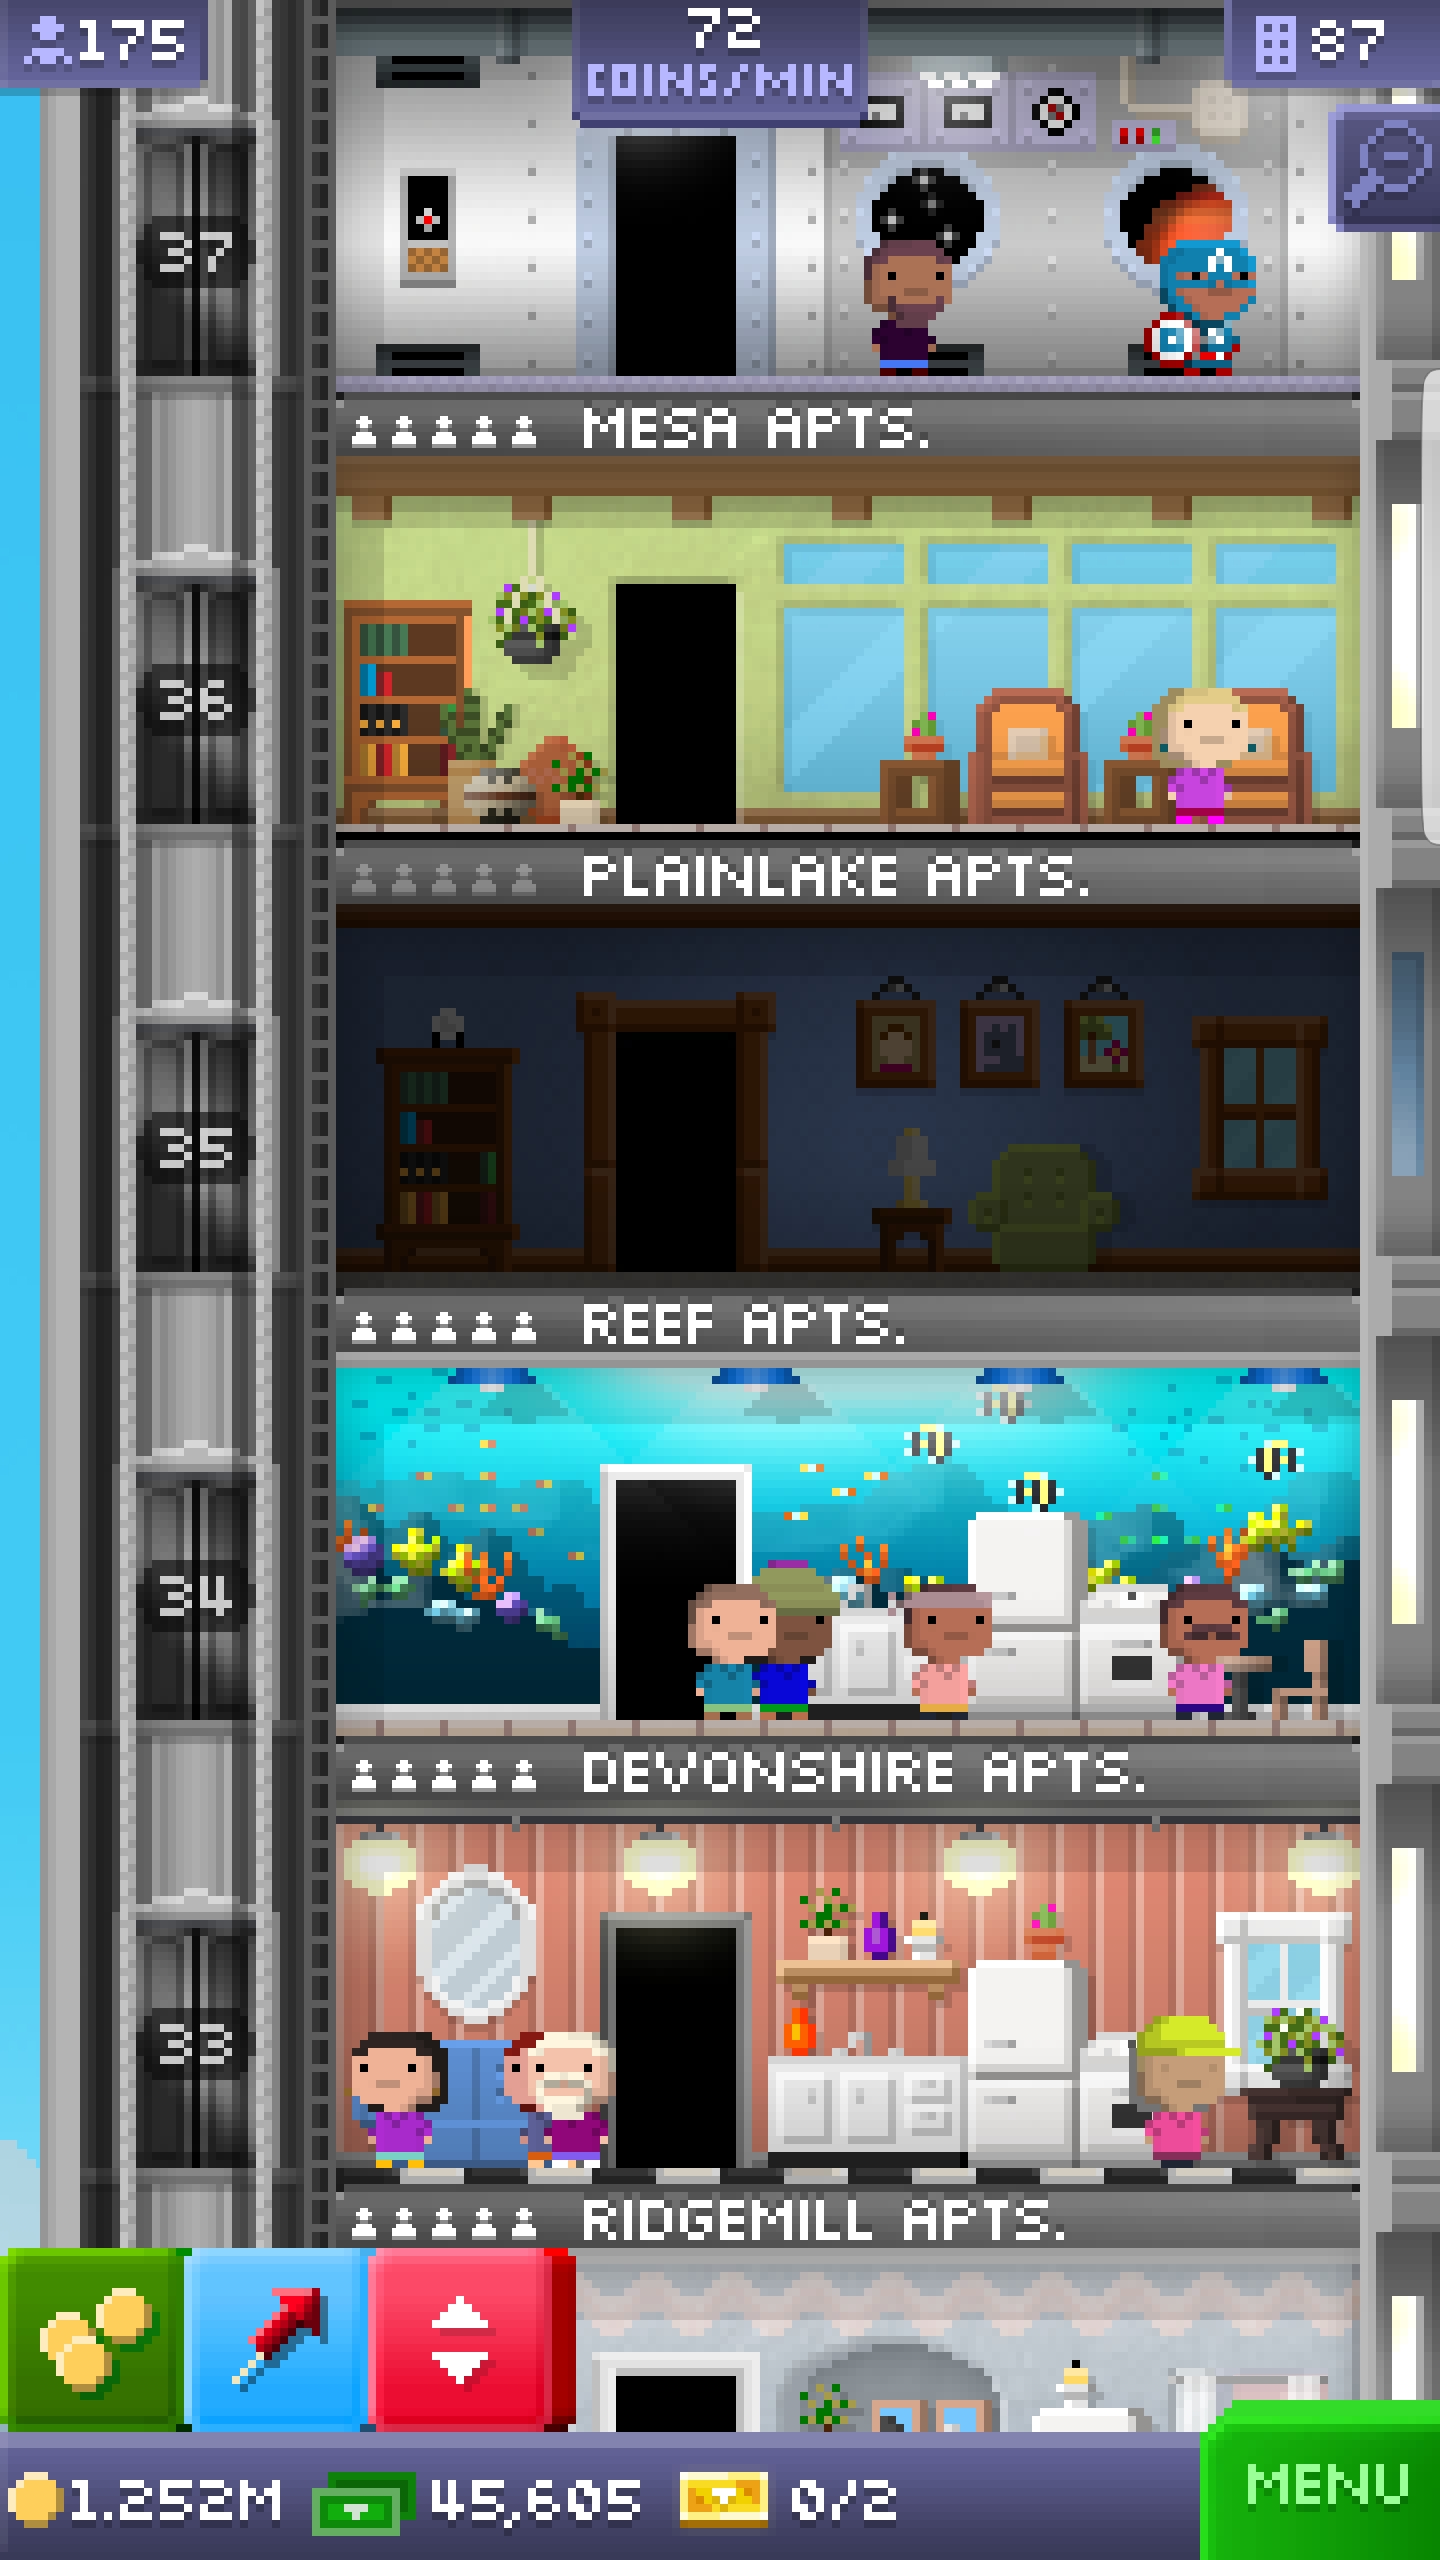 175
72
COINS/MIN
87
37
MESA APTS.
36
PLAINLAKE APTS.
35
REEF APTS.
34
DEVONSHIRE APTS.
33
RIDGEMILL APTS.
1.252M
45,605
0/2
MENU